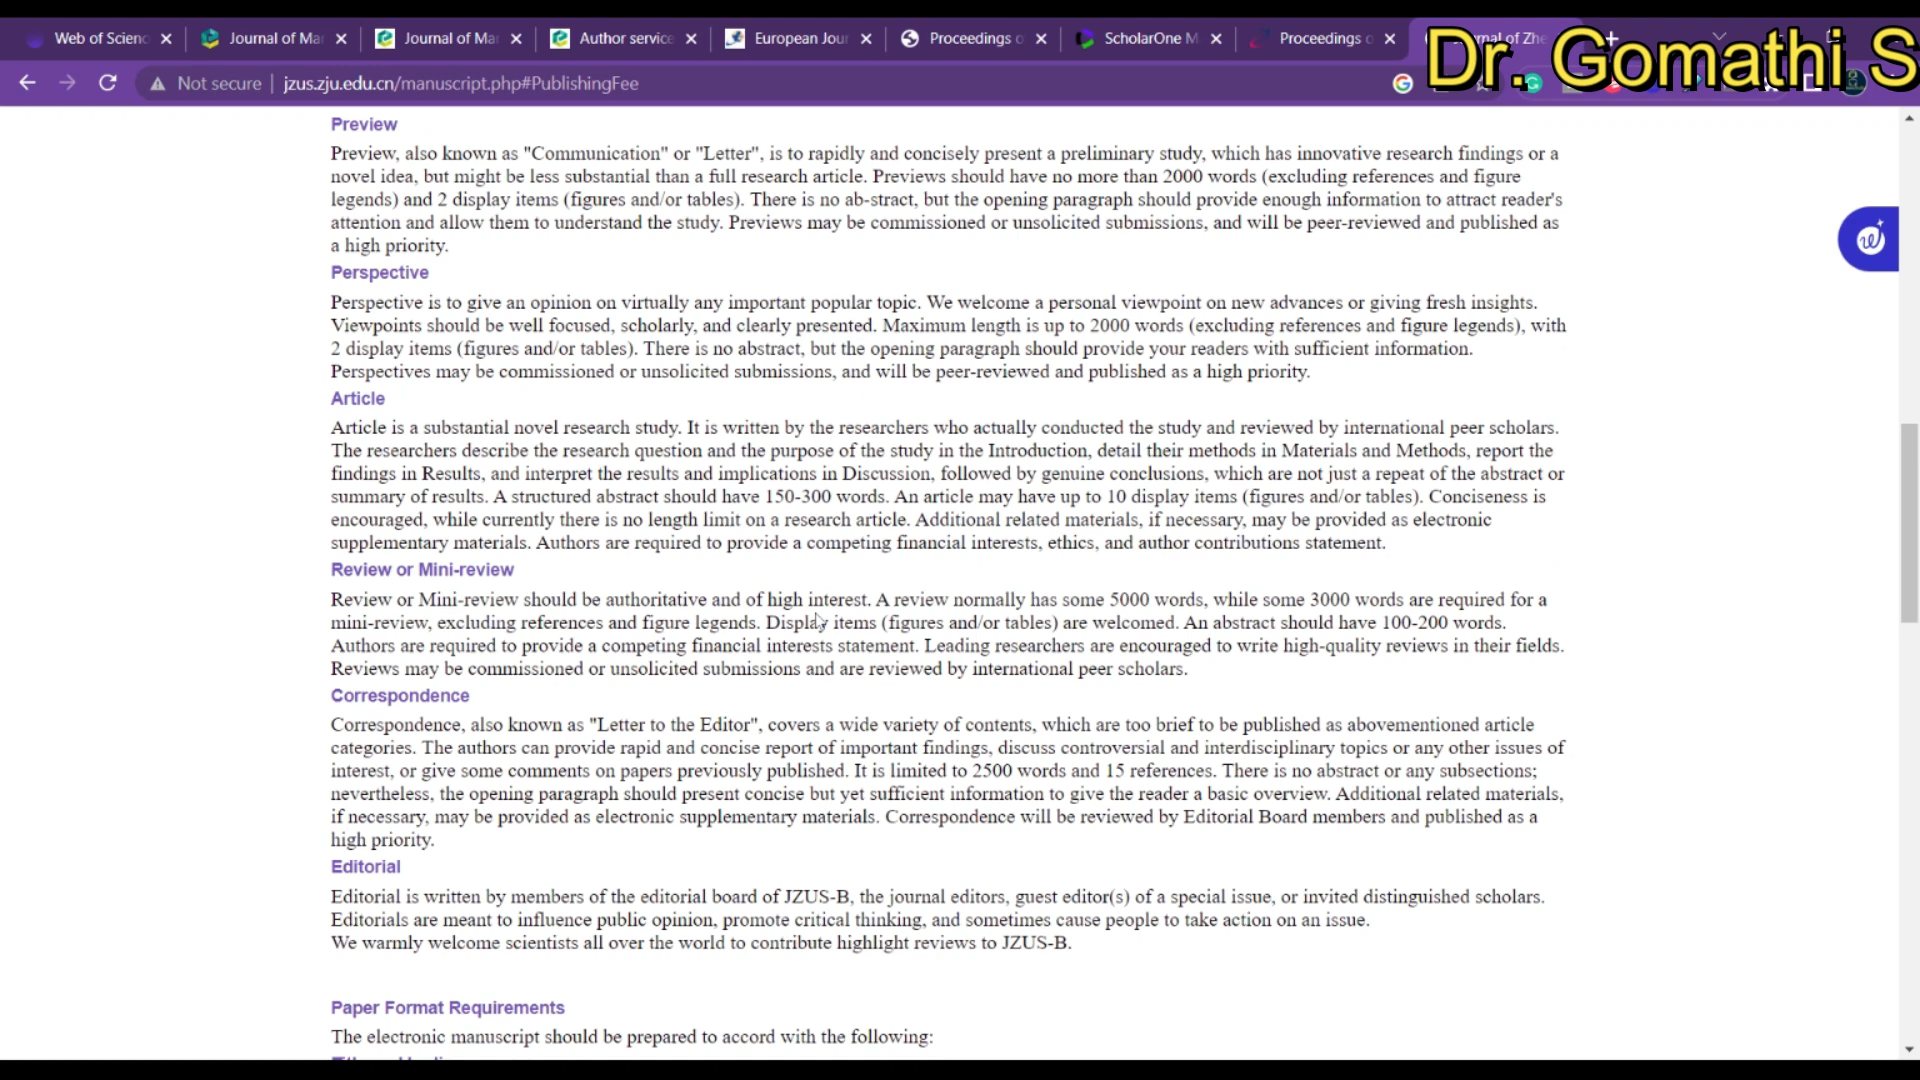 Web of Scienc
Journal of Mar
Journal of Mar
Author service
European Jour
Proceedings o
ScholarOne M
Proceedings o
Journal of Zhe
Dr. Gomathi S
Not secure
jzus.zju.edu.cn/manuscript.php#PublishingFee
Preview
Preview, also known as "Communication" or "Letter", is to rapidly and concisely present a preliminary study, which has innovative research findings or a
novel idea, but might be less substantial than a full research article. Previews should have no more than 2000 words (excluding references and figure
legends) and 2 display items (figures and/or tables). There is no ab-stract, but the opening paragraph should provide enough information to attract reader's
attention and allow them to understand the study. Previews may be commissioned or unsolicited submissions, and will be peer-reviewed and published as
a high priority.
Perspective
Perspective is to give an opinion on virtually any important popular topic. We welcome a personal viewpoint on new advances or giving fresh insights.
Viewpoints should be well focused, scholarly, and clearly presented. Maximum length is up to 2000 words (excluding references and figure legends), with
2 display items (figures and/or tables). There is no abstract, but the opening paragraph should provide your readers with sufficient information.
Perspectives may be commissioned or unsolicited submissions, and will be peer-reviewed and published as a high priority.
Article
Article is a substantial novel research study. It is written by the researchers who actually conducted the study and reviewed by international peer scholars.
The researchers describe the research question and the purpose of the study in the Introduction, detail their methods in Materials and Methods, report the
findings in Results, and interpret the results and implications in Discussion, followed by genuine conclusions, which are not just a repeat of the abstract or
summary of results. A structured abstract should have 150-300 words. An article may have up to 10 display items (figures and/or tables). Conciseness is
encouraged, while currently there is no length limit on a research article. Additional related materials, if necessary, may be provided as electronic
supplementary materials. Authors are required to provide a competing financial interests, ethics, and author contributions statement.
Review or Mini-review
Review or Mini-review should be authoritative and of high interest. A review normally has some 5000 words, while some 3000 words are required for a
mini-review, excluding references and figure legends. Display items (figures and/or tables) are welcomed. An abstract should have 100-200 words.
Authors are required to provide a competing financial interests statement. Leading researchers are encouraged to write high-quality reviews in their fields.
Reviews may be commissioned or unsolicited submissions and are reviewed by international peer scholars.
Correspondence
Correspondence, also known as "Letter to the Editor", covers a wide variety of contents, which are too brief to be published as abovementioned article
categories. The authors can provide rapid and concise report of important findings, discuss controversial and interdisciplinary topics or any other issues of
interest, or give some comments on papers previously published. It is limited to 2500 words and 15 references. There is no abstract or any subsections;
nevertheless, the opening paragraph should present concise but yet sufficient information to give the reader a basic overview. Additional related materials,
if necessary, may be provided as electronic supplementary materials. Correspondence will be reviewed by Editorial Board members and published as a
high priority.
Editorial
Editorial is written by members of the editorial board of JZUS-B, the journal editors, guest editor(s) of a special issue, or invited distinguished scholars.
Editorials are meant to influence public opinion, promote critical thinking, and sometimes cause people to take action on an issue.
We warmly welcome scientists all over the world to contribute highlight reviews to JZUS-B.
Paper Format Requirements
The electronic manuscript should be prepared to accord with the following: